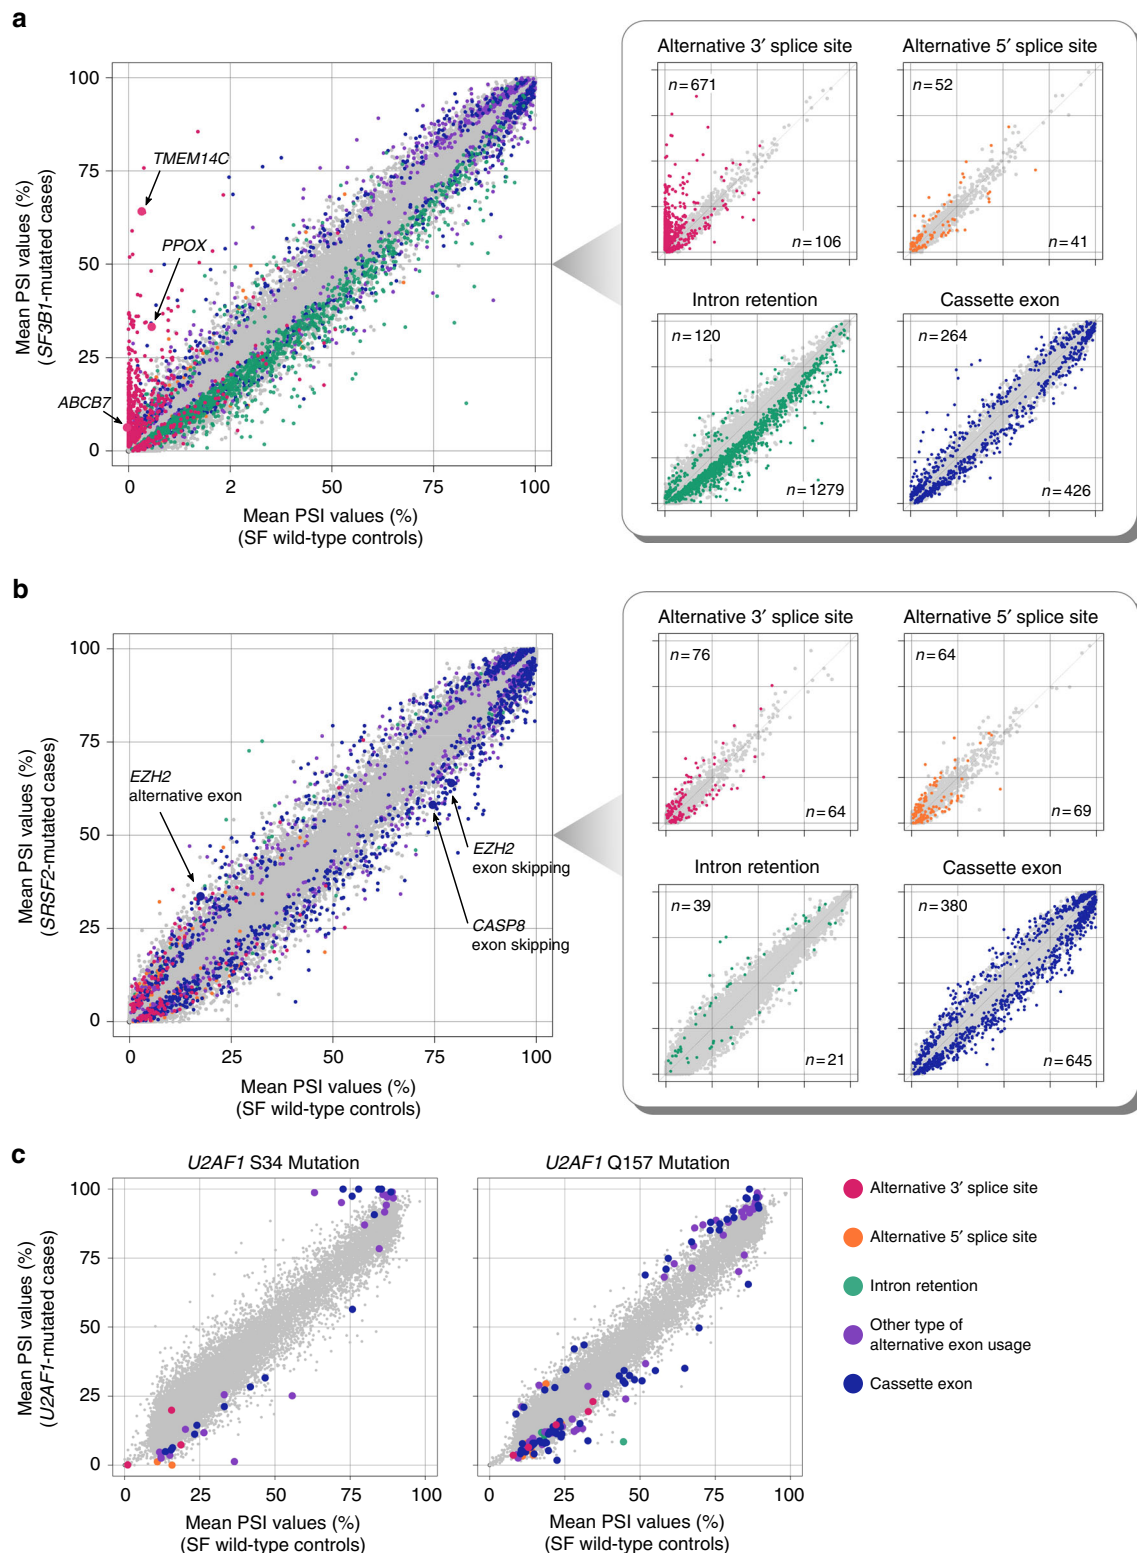 a
100
75
50
25
0
0
2
50
75
100
Mean PSI values (%)
(SF3B1-mutated cases)
Mean PSI values (%)
(SF wild-type controls)
TMEM14C
PPOX
ABCB7
Alternative 3′ splice site
n=671
n=106
Alternative 5′ splice site
n=52
n=41
Intron retention
n=120
n=1279
Cassette exon
n=264
n=426
b
100
75
50
25
0
0
25
50
75
100
Mean PSI values (%)
(SRSF2-mutated cases)
Mean PSI values (%)
(SF wild-type controls)
EZH2
alternative exon
EZH2
exon skipping
CASP8
exon skipping
Alternative 3′ splice site
n=76
n=64
Alternative 5′ splice site
n=64
n=69
Intron retention
n=39
n=21
Cassette exon
n=380
n=645
c
U2AF1 S34 Mutation
100
75
50
25
0
0
25
50
75
100
Mean PSI values (%)
(U2AF1-mutated cases)
Mean PSI values (%)
(SF wild-type controls)
U2AF1 Q157 Mutation
100
75
50
25
0
0
25
50
75
100
Mean PSI values (%)
(SF wild-type controls)
Alternative 3′ splice site
Alternative 5′ splice site
Intron retention
Other type of
alternative exon usage
Cassette exon